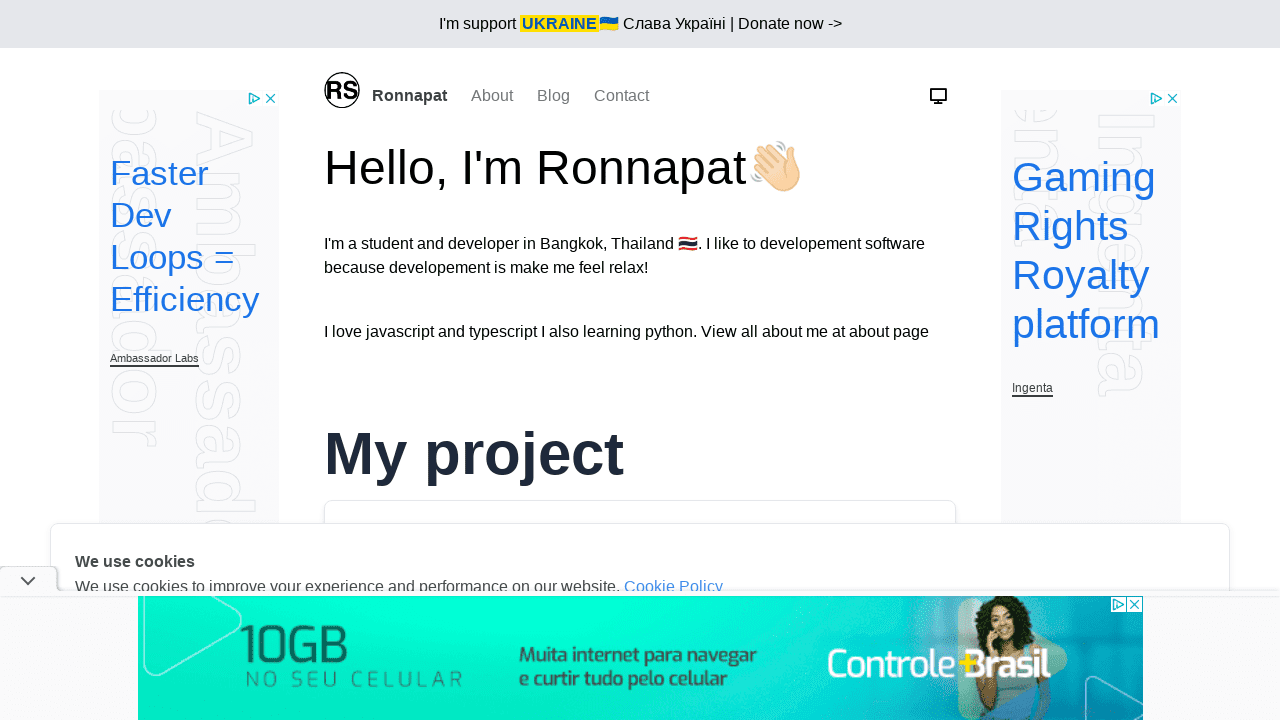 I'm support UKRAINE🇺🇦 Слава Україні | Donate now ->
RS
Ronnapat
About
Blog
Contact
Hello, I'm Ronnapat👋🏻
I'm a student and developer in Bangkok, Thailand 🇹🇭. I like to developement software
because developement is make me feel relax!
I love javascript and typescript I also learning python. View all about me at about page
My project
Faster
Dev
Loops =
Efficiency
Ambassador Labs
Ambassador
Gaming
Rights
Royalty
platform
Ingenta
Ingenta
We use cookies
We use cookies to improve your experience and performance on our website. Cookie Policy
10GB
NO SEU CELULAR
Muita internet para navegar
e curtir tudo pelo celular
Controle+Brasil